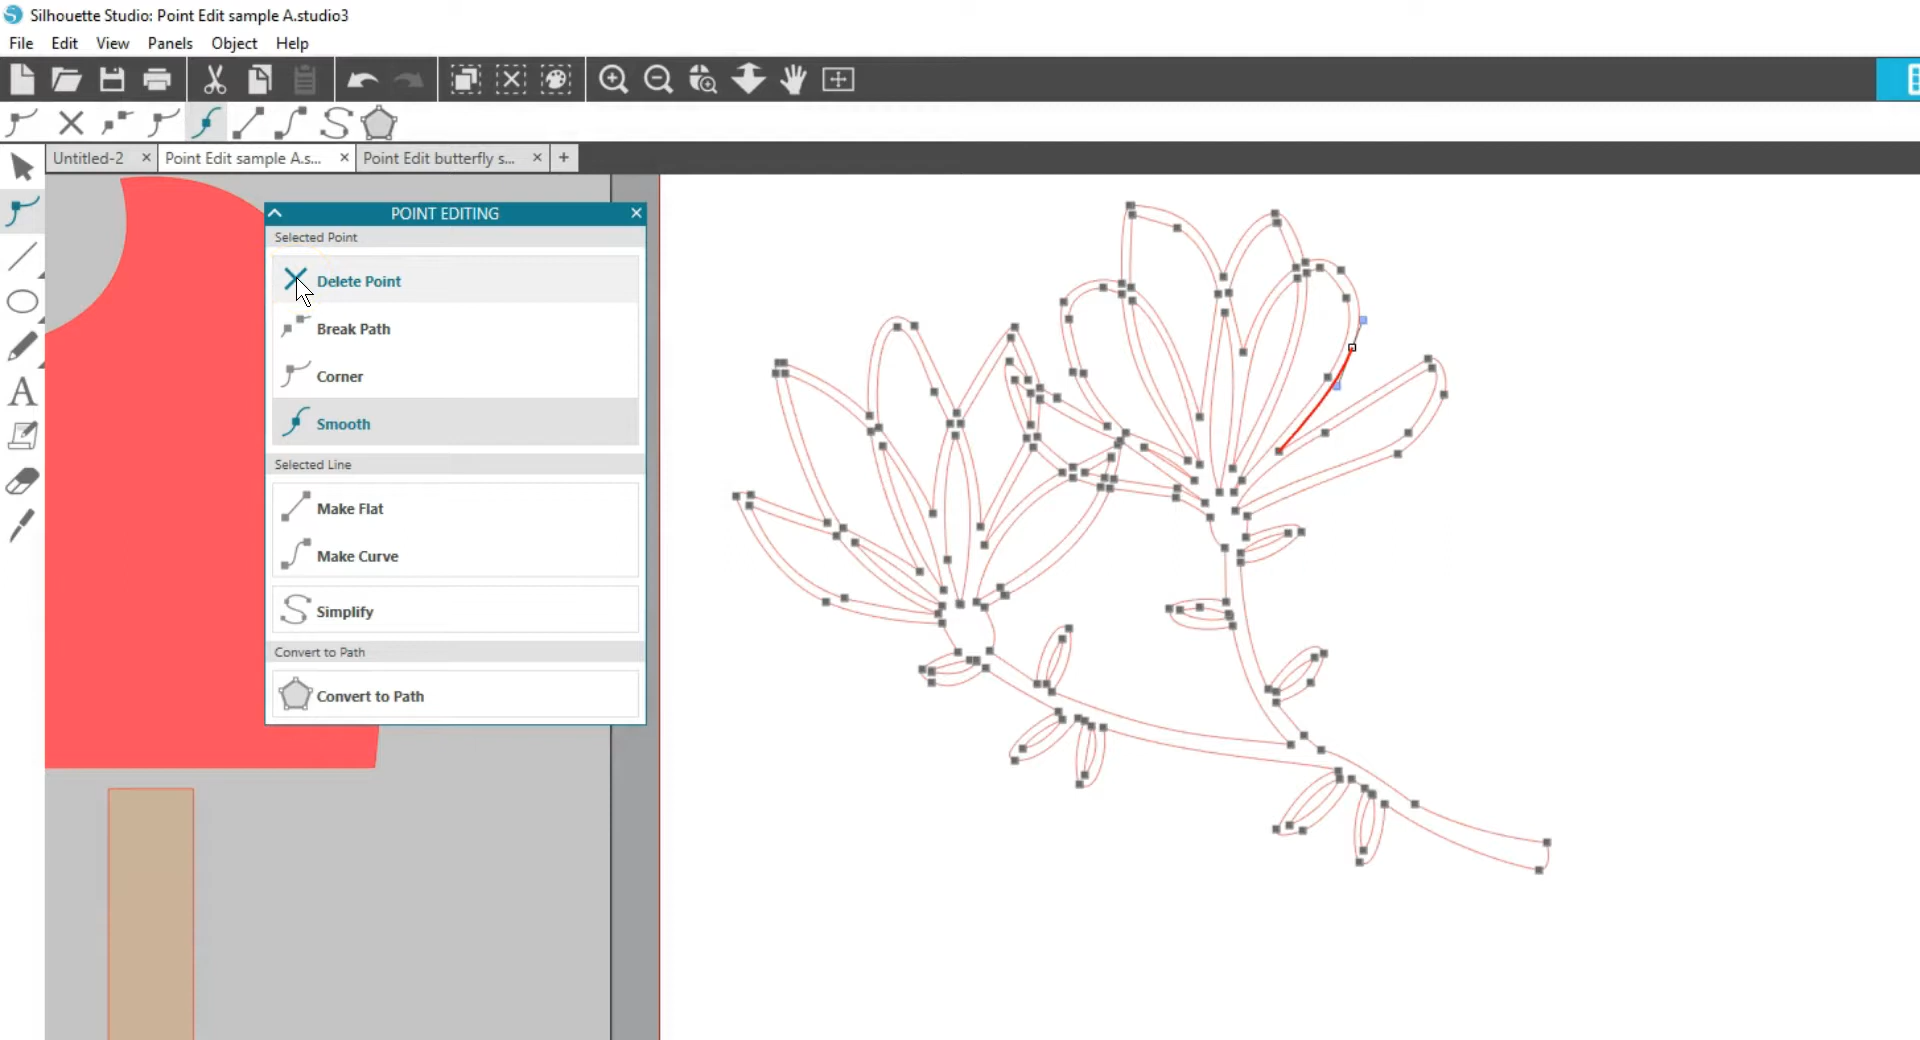 Silhouette Studio: Point Edit sample A.studio3
File Edit View Panels Object Help
Untitled-2 Point Edit sample A.s... Point Edit butterfly s...
POINT EDITING
Selected Point
Delete Point
Break Path
Corner
Smooth
Selected Line
Make Flat
Make Curve
Simplify
Convert to Path
Convert to Path